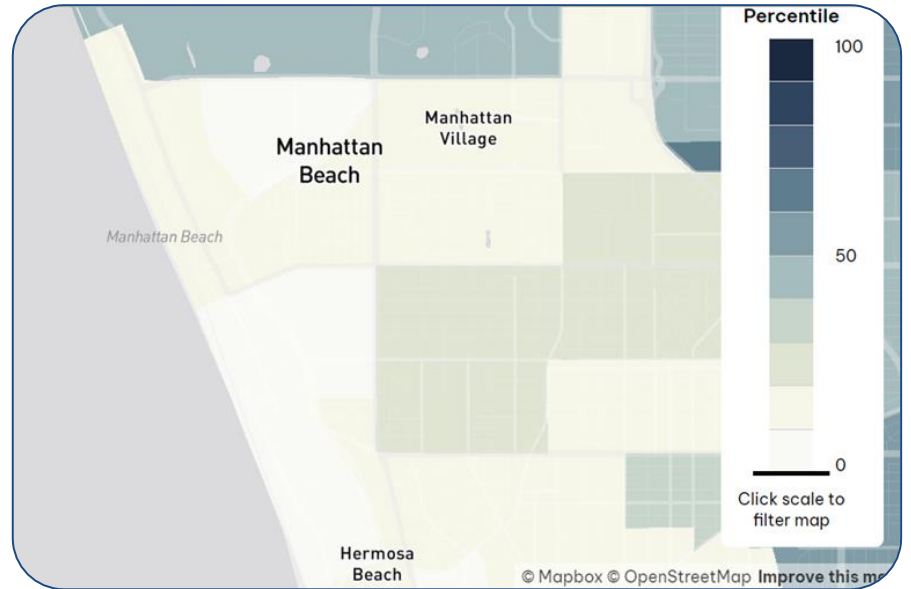 Percentile
100
Manhattan
Village
Manhattan
Beach
Manhattan Beach
50
0
Click scale to
filter map
Hermosa
Beach
© Mapbox © OpenStreetMap Improve this